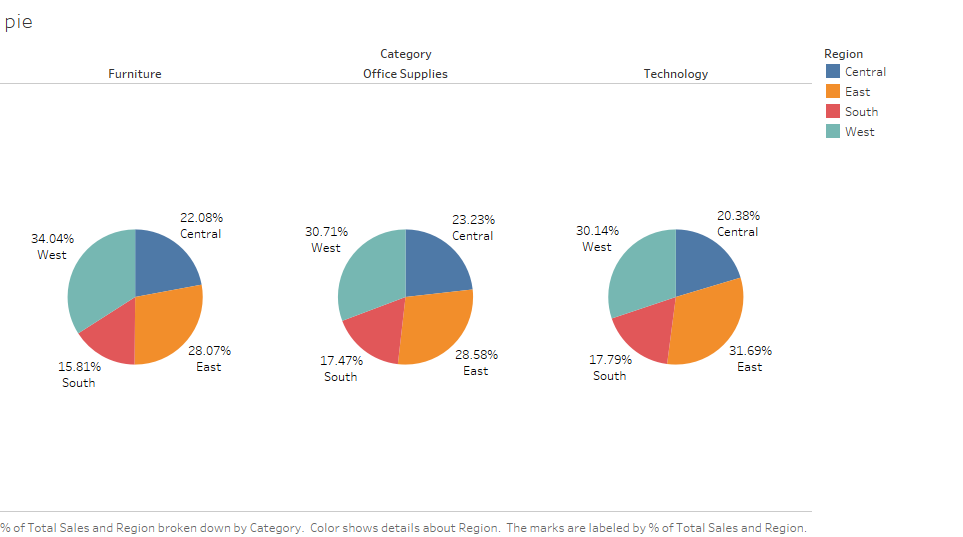 pie
Category
Furniture
Office Supplies
Technology
Region
Central
East
South
West
22.08%
Central
34.04%
West
28.07%
East
15.81%
South
23.23%
Central
30.71%
West
28.58%
East
17.47%
South
20.38%
Central
30.14%
West
31.69%
East
17.79%
South
% of Total Sales and Region broken down by Category. Color shows details about Region. The marks are labeled by % of Total Sales and Region.